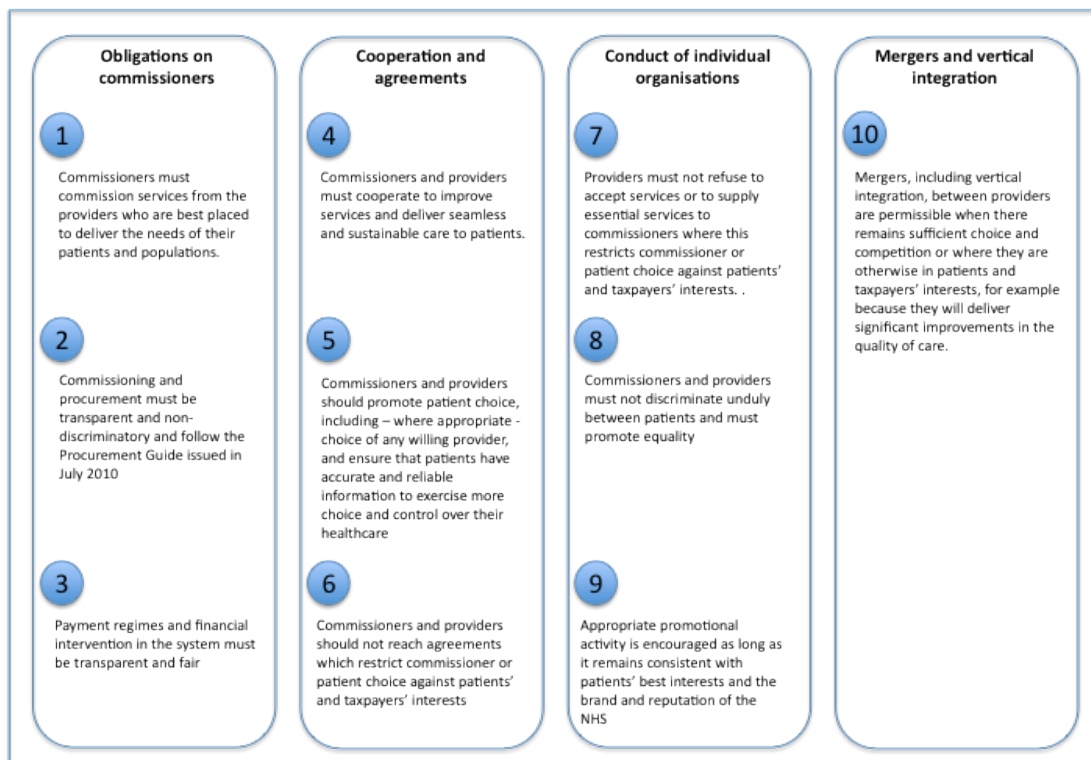 Obligations on
commissioners
1
Commissioners must
commission services from the
providers who are best placed
to deliver the needs of their
patients and populations.
2
Commissioning and
procurement must be
transparent and non-
discriminatory and follow the
Procurement Guide issued in
July 2010
3
Payment regimes and financial
intervention in the system must
be transparent and fair
Cooperation and
agreements
4
Commissioners and providers
must cooperate to improve
services and deliver seamless
and sustainable care to patients.
5
Commissioners and providers
should promote patient choice,
including – where appropriate -
choice of any willing provider,
and ensure that patients have
accurate and reliable
information to exercise more
choice and control over their
healthcare
6
Commissioners and providers
should not reach agreements
which restrict commissioner or
patient choice against patients’
and taxpayers’ interests
Conduct of individual
organisations
7
Providers must not refuse to
accept services or to supply
essential services to
commissioners where this
restricts commissioner or
patient choice against patients’
and taxpayers’ interests. .
8
Commissioners and providers
must not discriminate unduly
between patients and must
promote equality
9
Appropriate promotional
activity is encouraged as long as
it remains consistent with
patients’ best interests and the
brand and reputation of the
NHS
Mergers and vertical
integration
10
Mergers, including vertical
integration, between providers
are permissible when there
remains sufficient choice and
competition or where they are
otherwise in patients and
taxpayers’ interests, for example
because they will deliver
significant improvements in the
quality of care.